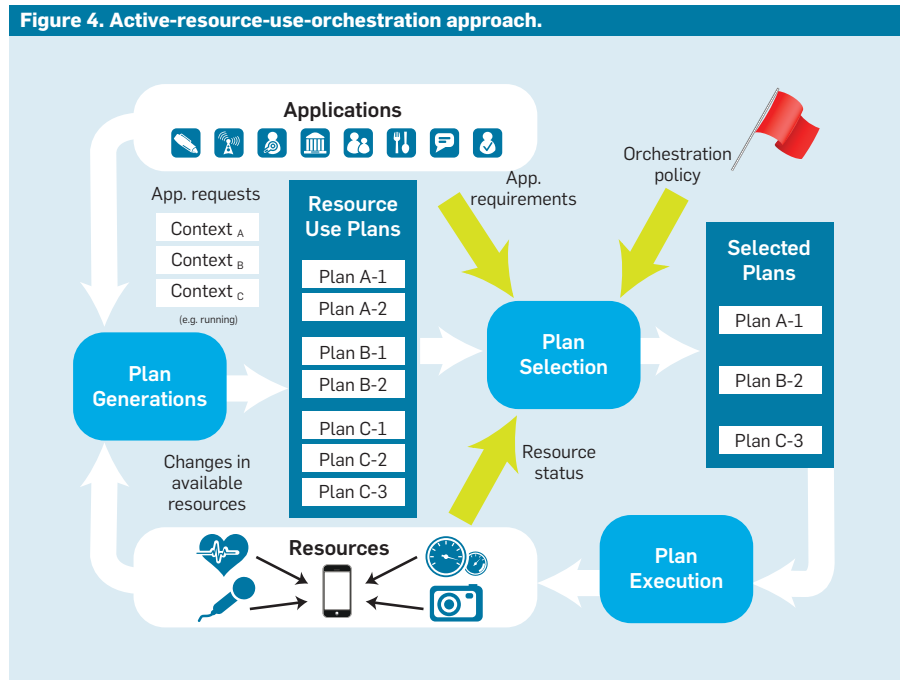 Figure 4. Active-resource-use-orchestration approach.
Applications
App. requests
Context A
Context B
Context C
(e.g. running)
Resource
Use Plans
Plan A-1
Plan A-2
Plan B-1
Plan B-2
Plan C-1
Plan C-2
Plan C-3
App.
requirements
Orchestration
policy
Plan
Generations
Plan
Selection
Selected
Plans
Plan A-1
Plan B-2
Plan C-3
Changes in
available
resources
Resource
status
Resources
Plan
Execution